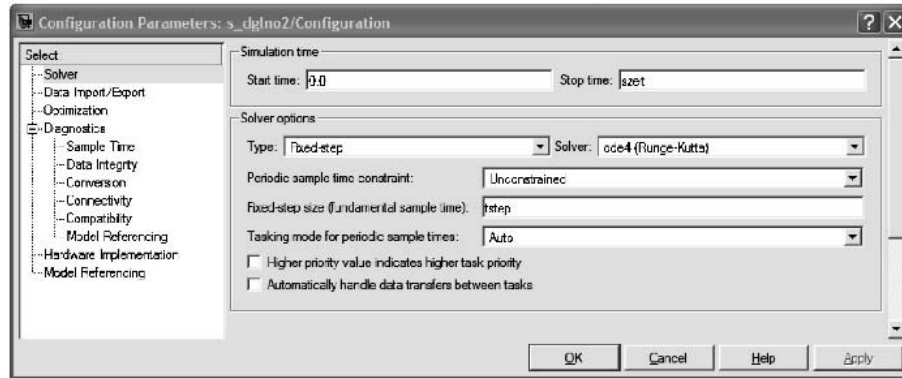 Configuration Parameters: s_dglno2/Configuration
Select
Solver
Data Import/Export
Optimization
Diagnostics
Sample Time
Data Integrity
Conversion
Connectivity
Compatibility
Model Referencing
Hardware Implementation
Model Referencing
Simulation time
Start time: 0.0 Stop time: szet
Solver options
Type: Fixed-step Solver: ode4 (Runge-Kutta)
Periodic sample time constraint: Unconstrained
Fixed-step size (fundamental sample time): tstep
Tasking mode for periodic sample times: Auto
Higher priority value indicates higher task priority
Automatically handle data transfers between tasks
OK Cancel Help Apply